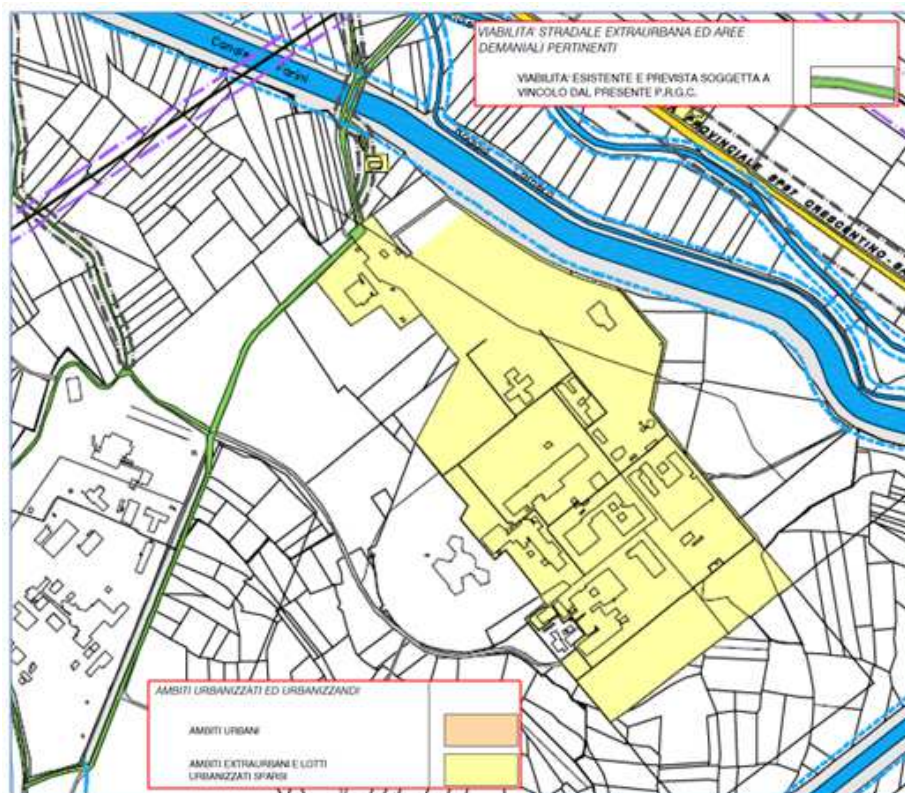 VIABILITA' STRADALE EXTRAURBANA ED AREE
DEMANIALI PERTINENTI
VIABILITA' ESISTENTE E PREVISTA SOGGETTA A
VINCOLO DAL PRESENTE P.R.G.C.
Canale
PROVINCIALE SP37 CRESCENTINO
AMBITI URBANIZZATI ED URBANIZZANDI
AMBITI URBANI
AMBITI EXTRAURBANI E LOTTI
URBANIZZATI SPARSI